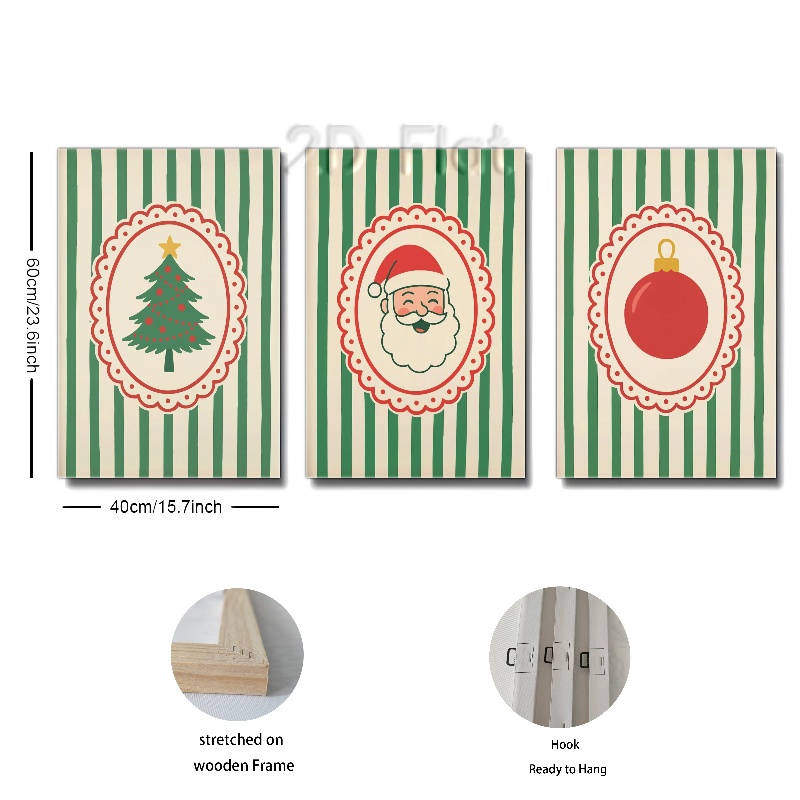 2D Flat
60cm/23.6inch
40cm/15.7inch
stretched on
wooden Frame
Hook
Ready to Hang